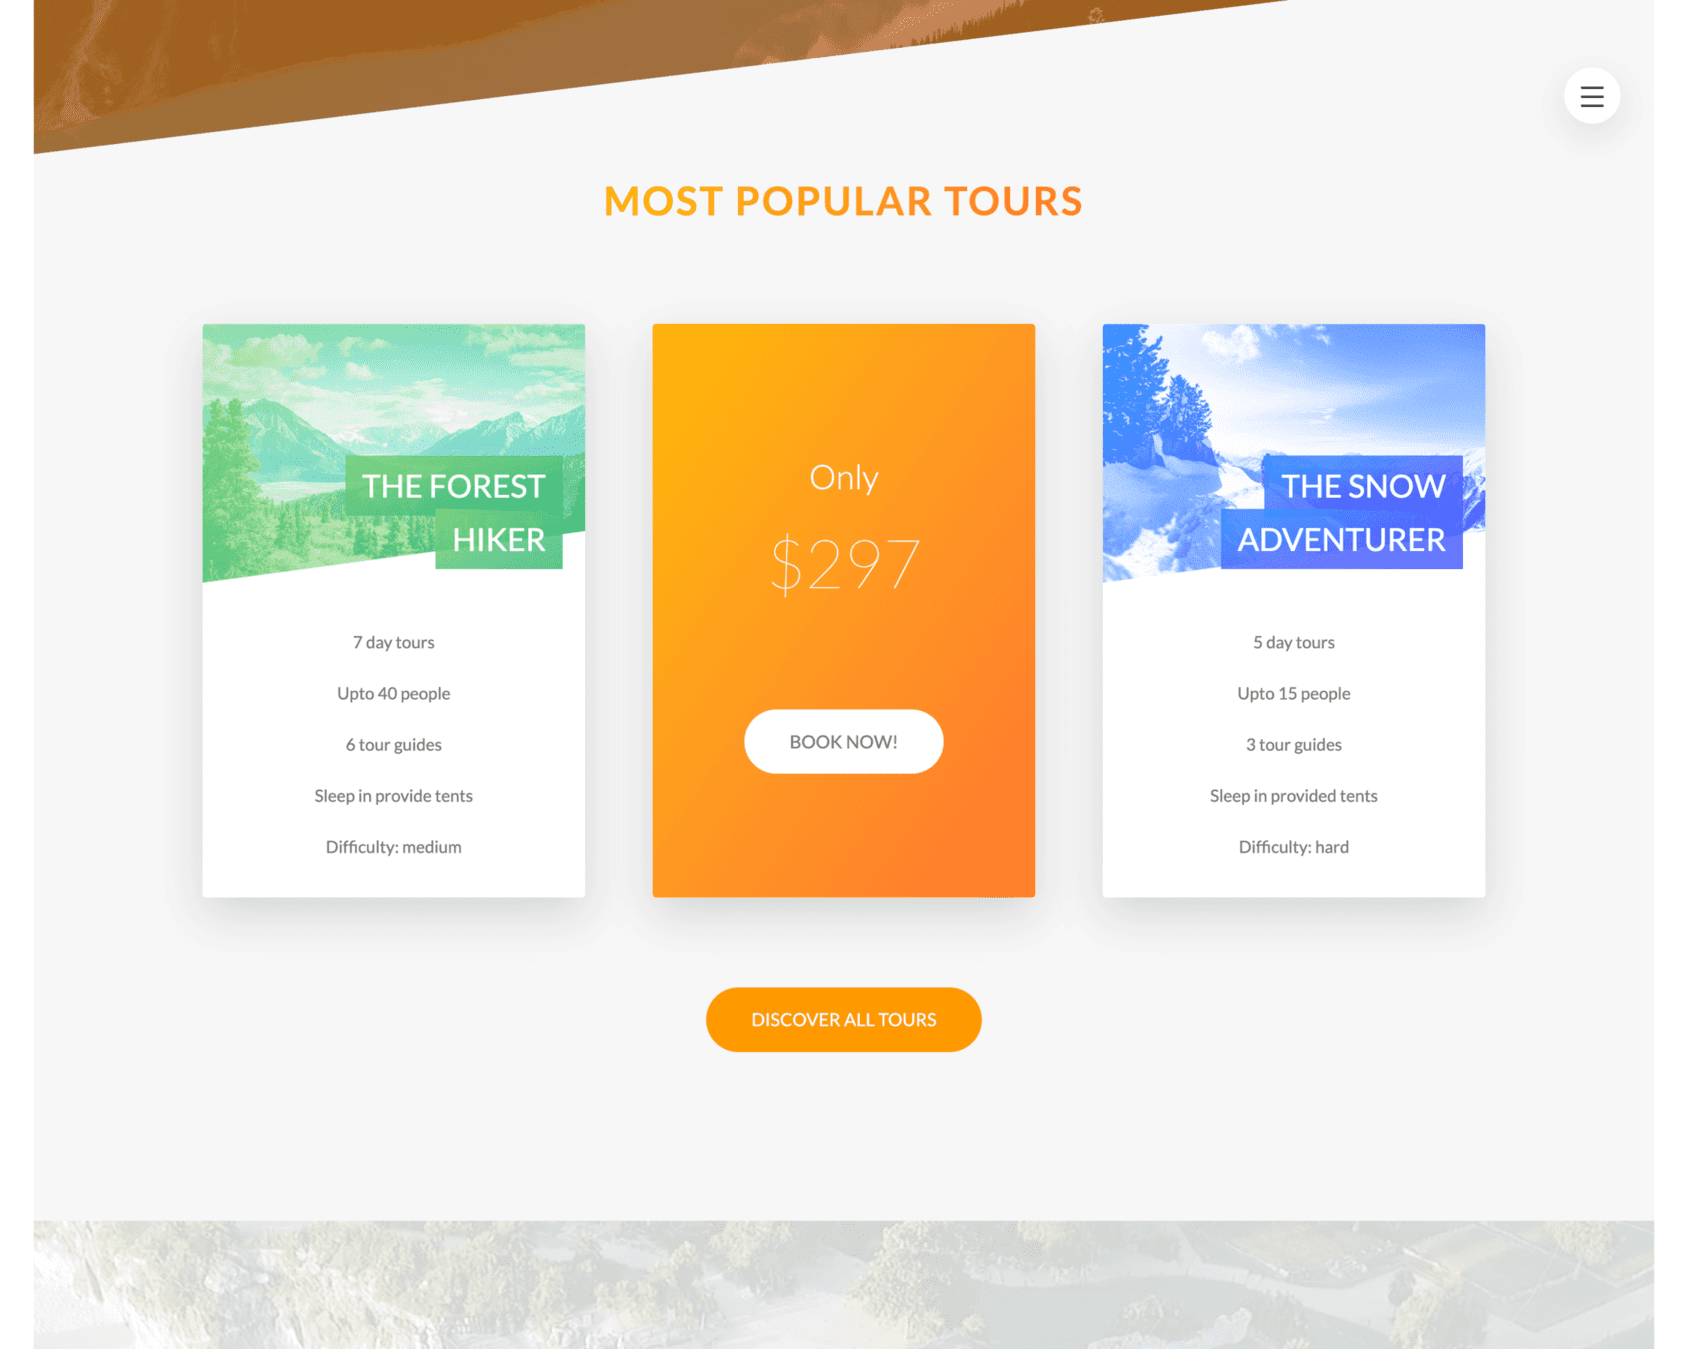 MOST POPULAR TOURS
THE FOREST
HIKER
7 day tours
Upto 40 people
6 tour guides
Sleep in provide tents
Difficulty: medium
Only
$297
BOOK NOW!
THE SNOW
ADVENTURER
5 day tours
Upto 15 people
3 tour guides
Sleep in provided tents
Difficulty: hard
DISCOVER ALL TOURS